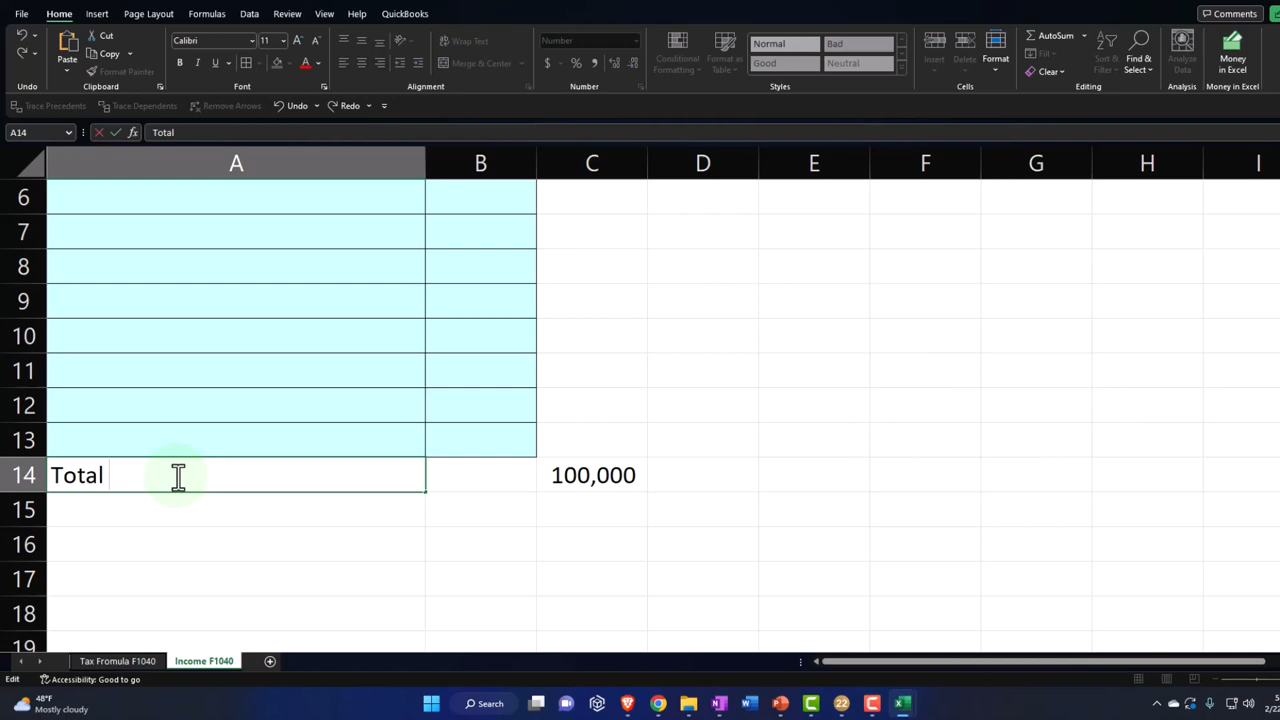 File Home Insert Page Layout Formulas Data Review View Help QuickBooks Comments
Cut Calibri 11 Wrap Text Number AutoSum
Paste Copy Conditional Formatting Format as Table Normal Bad Good Neutral Insert Delete Format Fill Sort & Filter Find & Select Analyze Data Money in Excel
Format Painter Merge & Center Clear
Undo Clipboard Font Alignment Number Styles Cells Editing Analysis Money in Excel
Trace Precedents Trace Dependents Remove Arrows Undo Redo
A14 fx Total
A B C D E F G H I
6
7
8
9
10
11
12
13
14 Total 100,000
15
16
17
18
19
Tax Fromula F1040 Income F1040
Edit Accessibility: Good to go
48°F
Mostly cloudy
Search